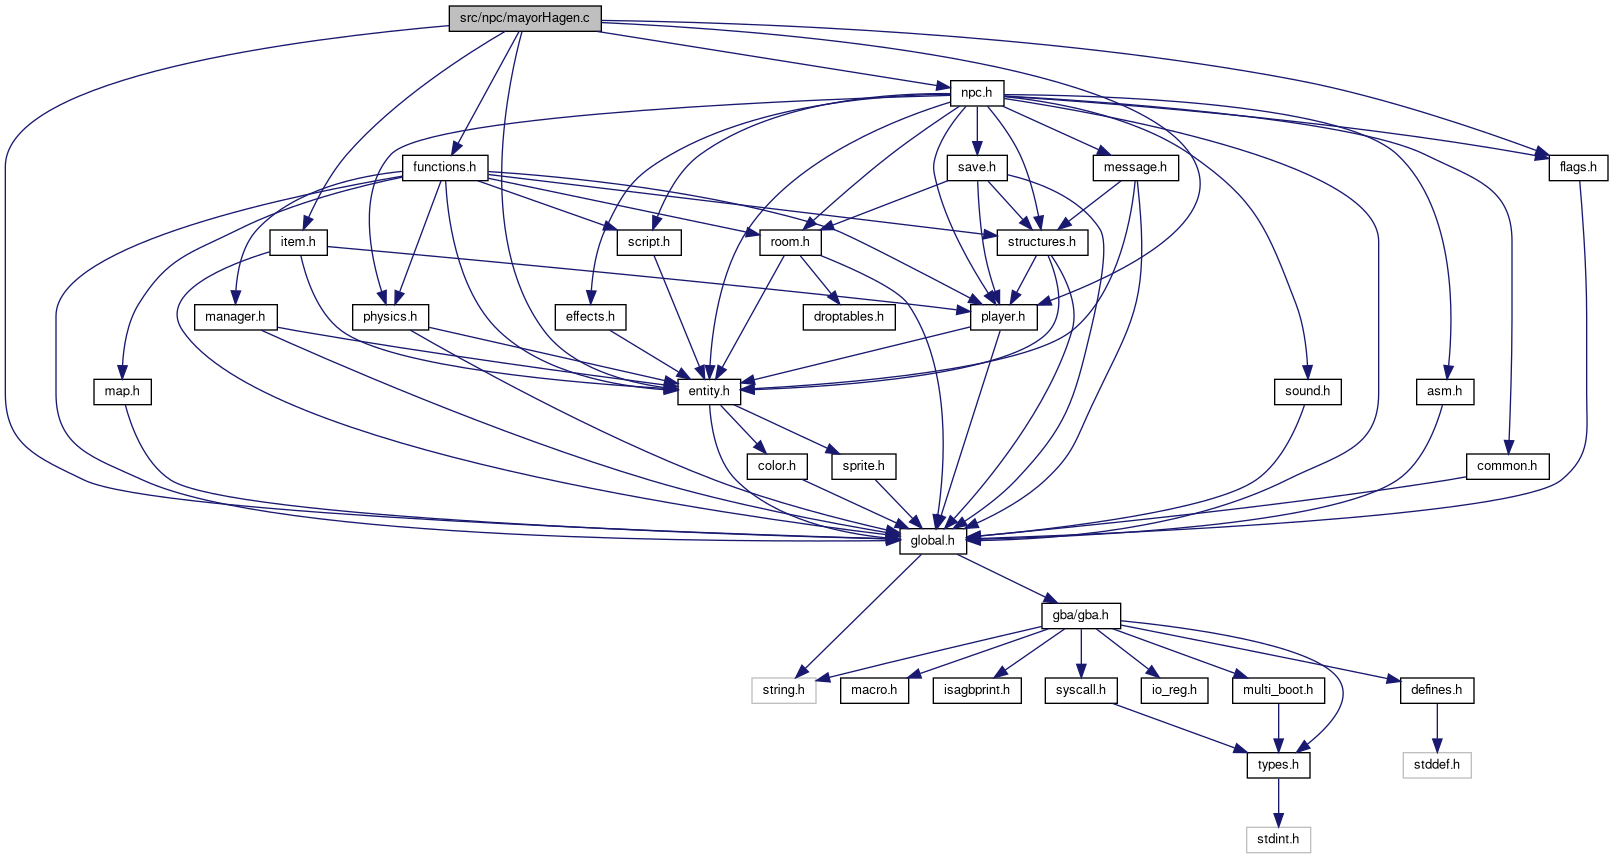 src/npc/mayorHagen.c
npc.h
functions.h
save.h
message.h
flags.h
item.h
script.h
room.h
structures.h
manager.h
physics.h
effects.h
droptables.h
player.h
map.h
entity.h
sound.h
asm.h
color.h
sprite.h
common.h
global.h
gba/gba.h
string.h
macro.h
isagbprint.h
syscall.h
io_reg.h
multi_boot.h
defines.h
types.h
stddef.h
stdint.h